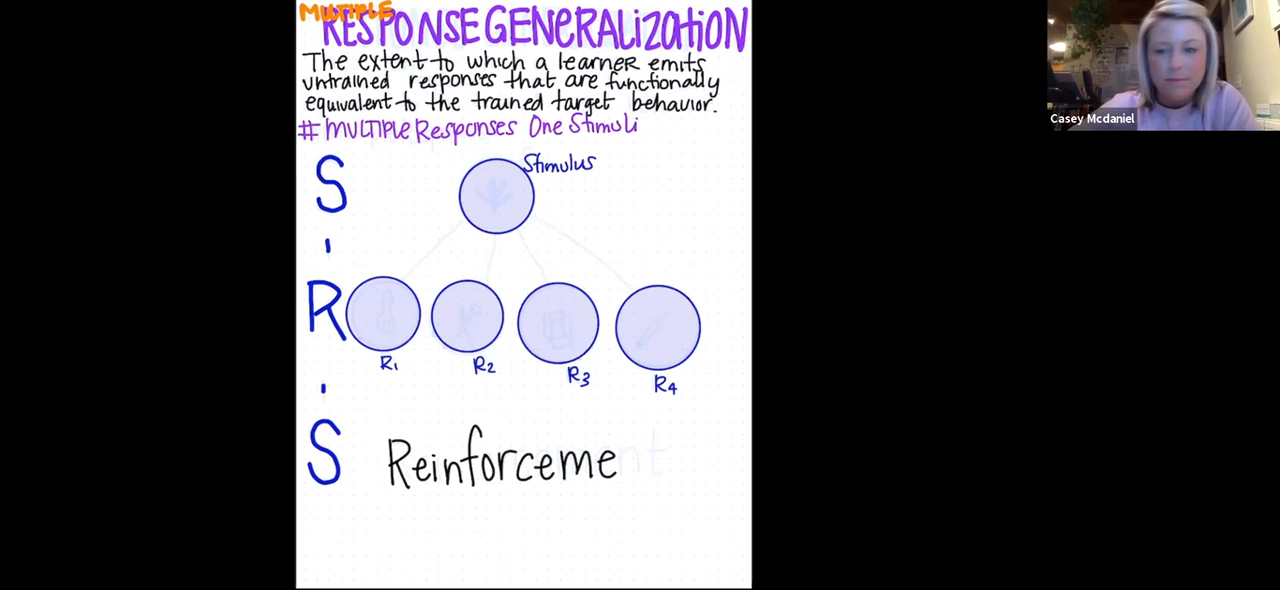 MULTIPLE
RESPONSE GENERALIZATION
The extent to which a learner emits
untrained responses that are functionally
equivalent to the trained target behavior.
#MULTIPLE Responses One Stimuli
Casey Mcdaniel
S
Stimulus
-
R
R1
R2
R3
R4
-
S
Reinforcement